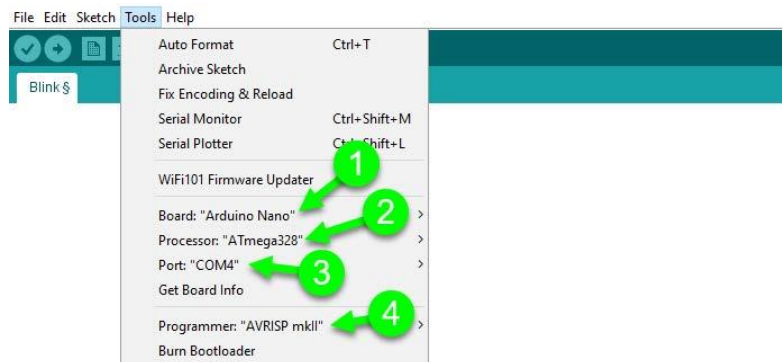 File Edit Sketch Tools Help
Auto Format Ctrl+T
Archive Sketch
Blink §
Fix Encoding & Reload
Serial Monitor Ctrl+Shift+M
Serial Plotter Ctrl+Shift+L
1
WiFi101 Firmware Updater
Board: "Arduino Nano"
2
Processor: "ATmega328"
Port: "COM4"
3
Get Board Info
Programmer: "AVRISP mkII"
4
Burn Bootloader